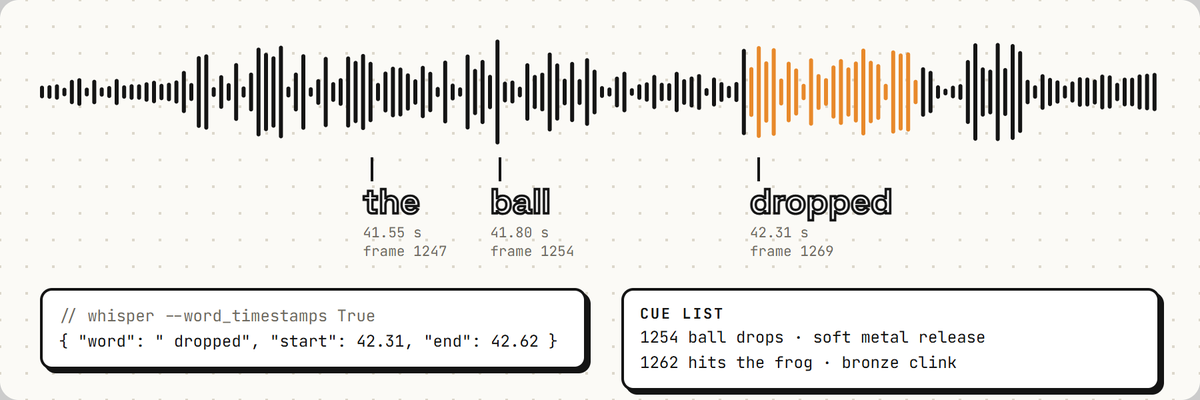 the ball dropped
41.55 s 41.80 s 42.31 s
frame 1247 frame 1254 frame 1269
// whisper --word_timestamps True
{ "word": " dropped", "start": 42.31, "end": 42.62 }
CUE LIST
1254 ball drops · soft metal release
1262 hits the frog · bronze clink